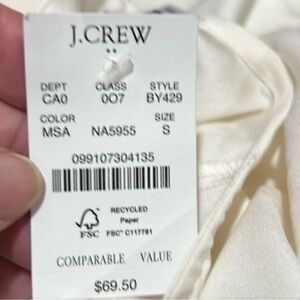 J.CREW
DEPT CLASS STYLE
CA0 007 BY429
COLOR SIZE
MSA NA5955 S
099107304135
RECYCLED
Paper
FSC FSC® C117781
COMPARABLE VALUE
$69.50